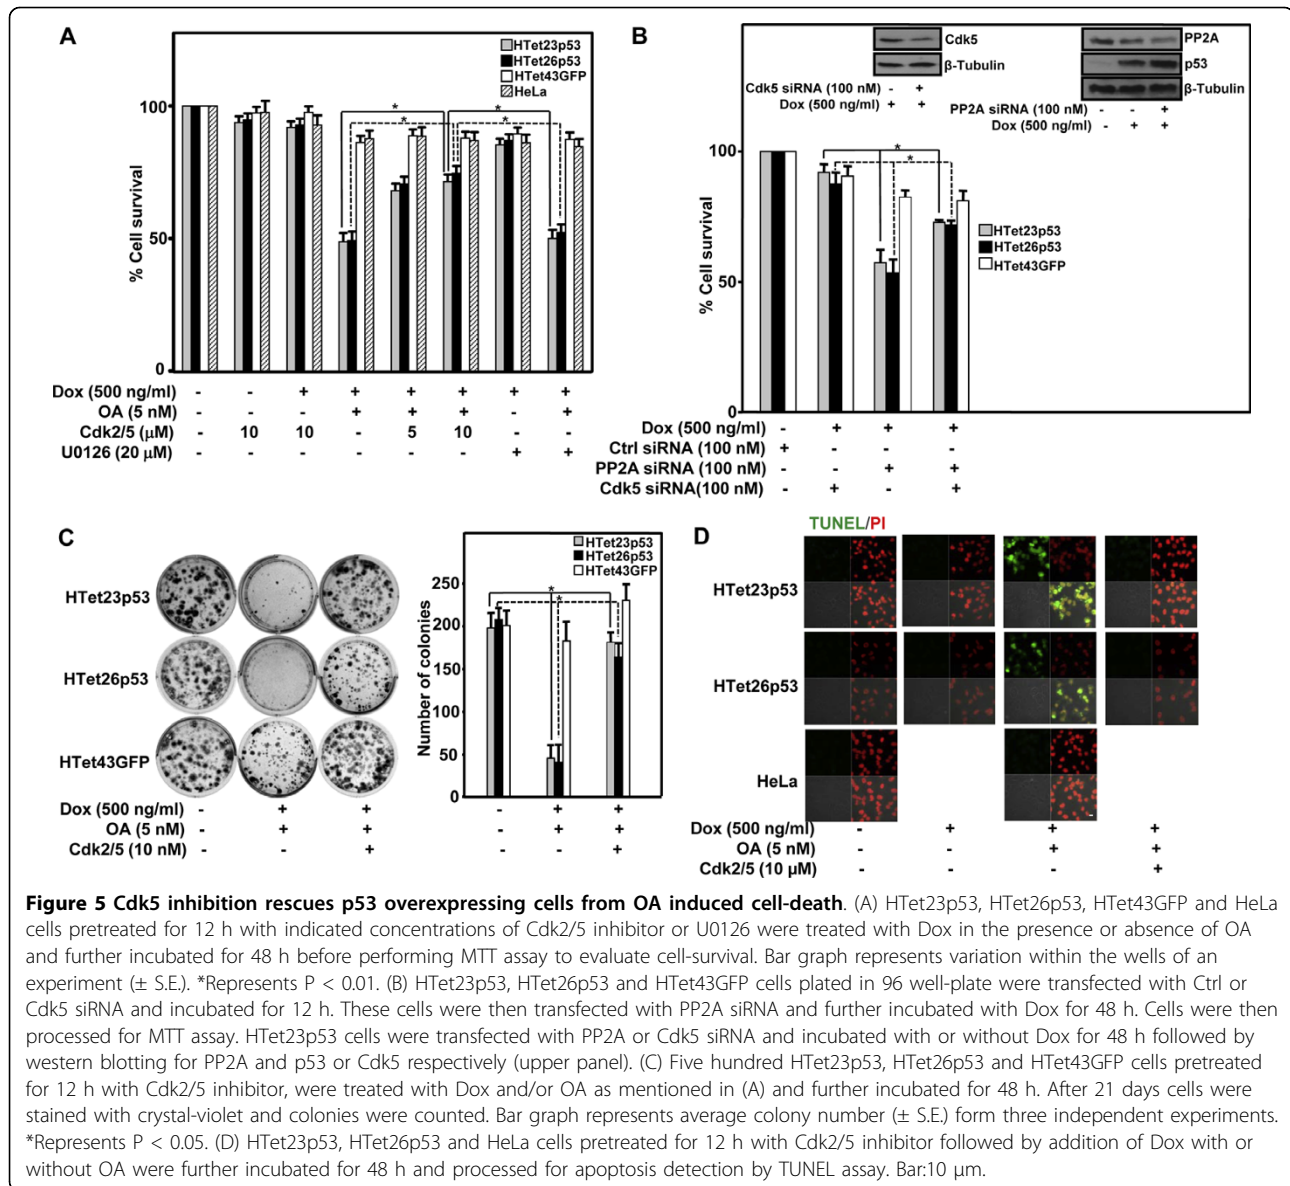 A
HTet23p53
HTet26p53
HTet43GFP
HeLa
100
50
0
% Cell survival
* *
* *
Dox (500 ng/ml) - - + + + + + +
OA (5 nM) - - - + + + - +
Cdk2/5 (μM) - 10 10 - 5 10 - -
U0126 (20 μM) - - - - - - + +
B
Cdk5
β-Tubulin
Cdk5 siRNA (100 nM) - +
Dox (500 ng/ml) + +
PP2A
p53
β-Tubulin
PP2A siRNA (100 nM) - - +
Dox (500 ng/ml) - + +
100
50
0
% Cell survival
*
*
HTet23p53
HTet26p53
HTet43GFP
Dox (500 ng/ml) - + + +
Ctrl siRNA (100 nM) + - - -
PP2A siRNA (100 nM) - - + +
Cdk5 siRNA(100 nM) - + - +
C
HTet23p53
HTet26p53
HTet43GFP
Dox (500 ng/ml) - + +
OA (5 nM) - + +
Cdk2/5 (10 nM) - - +
HTet23p53
HTet26p53
HTet43GFP
250
200
150
100
50
0
Number of colonies
*
*
- + +
- + +
- - +
D
TUNEL/PI
HTet23p53
HTet26p53
HeLa
Dox (500 ng/ml) - + + +
OA (5 nM) - - + +
Cdk2/5 (10 μM) - - - +
Figure 5 Cdk5 inhibition rescues p53 overexpressing cells from OA induced cell-death. (A) HTet23p53, HTet26p53, HTet43GFP and HeLa
cells pretreated for 12 h with indicated concentrations of Cdk2/5 inhibitor or U0126 were treated with Dox in the presence or absence of OA
and further incubated for 48 h before performing MTT assay to evaluate cell-survival. Bar graph represents variation within the wells of an
experiment (± S.E.). *Represents P < 0.01. (B) HTet23p53, HTet26p53 and HTet43GFP cells plated in 96 well-plate were transfected with Ctrl or
Cdk5 siRNA and incubated for 12 h. These cells were then transfected with PP2A siRNA and further incubated with Dox for 48 h. Cells were then
processed for MTT assay. HTet23p53 cells were transfected with PP2A or Cdk5 siRNA and incubated with or without Dox for 48 h followed by
western blotting for PP2A and p53 or Cdk5 respectively (upper panel). (C) Five hundred HTet23p53, HTet26p53 and HTet43GFP cells pretreated
for 12 h with Cdk2/5 inhibitor, were treated with Dox and/or OA as mentioned in (A) and further incubated for 48 h. After 21 days cells were
stained with crystal-violet and colonies were counted. Bar graph represents average colony number (± S.E.) form three independent experiments.
*Represents P < 0.05. (D) HTet23p53, HTet26p53 and HeLa cells pretreated for 12 h with Cdk2/5 inhibitor followed by addition of Dox with or
without OA were further incubated for 48 h and processed for apoptosis detection by TUNEL assay. Bar:10 μm.